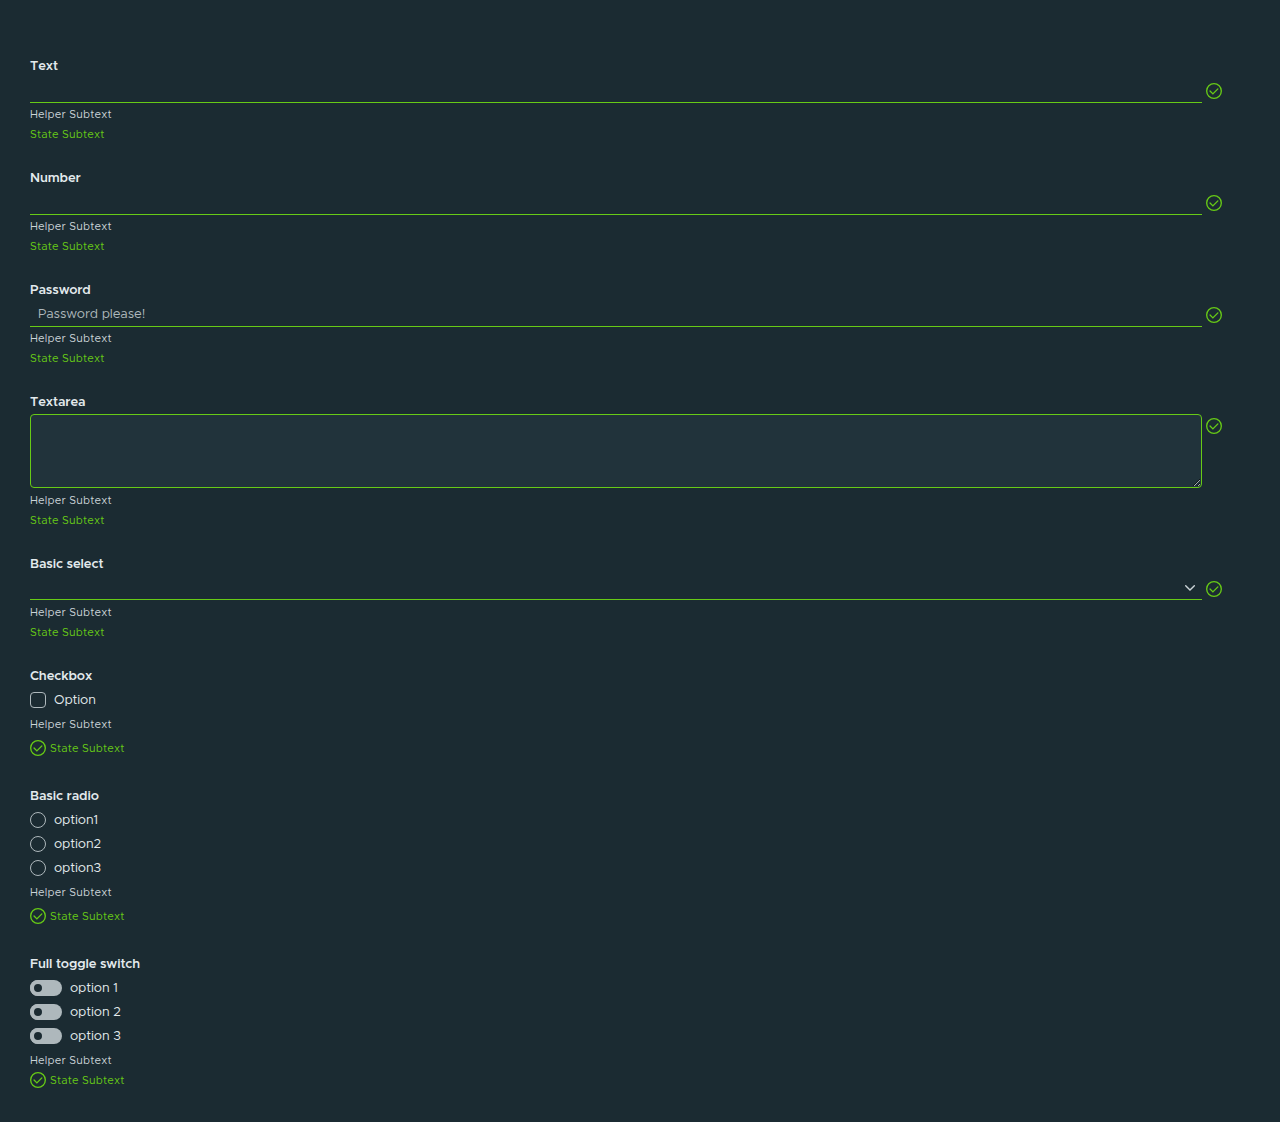 Text
Helper Subtext
State Subtext
Number
Helper Subtext
State Subtext
Password
Password please!
Helper Subtext
State Subtext
Textarea
Helper Subtext
State Subtext
Basic select
Helper Subtext
State Subtext
Checkbox
Option
Helper Subtext
State Subtext
Basic radio
option1
option2
option3
Helper Subtext
State Subtext
Full toggle switch
option 1
option 2
option 3
Helper Subtext
State Subtext